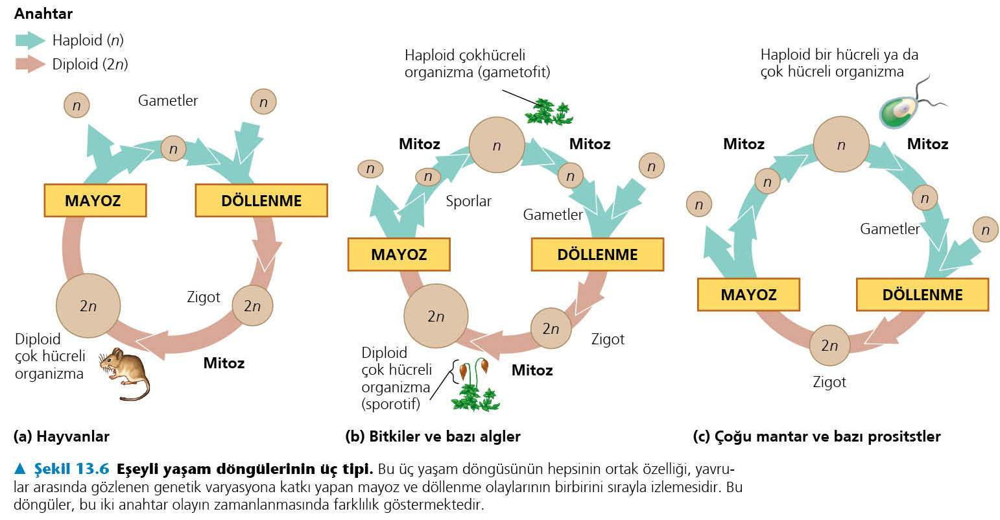 Anahtar
Haploid (n)
Diploid (2n)
n
Gametler
n
n
MAYOZ
DÖLLENME
2n
Zigot
2n
Diploid
çok hücreli
organizma
Mitoz
(a) Hayvanlar
Haploid çokhücreli
organizma (gametofit)
Mitoz
n
Mitoz
n
n
n
n
Sporlar
Gametler
MAYOZ
DÖLLENME
2n
2n
Zigot
Diploid
çok hücreli
organizma
(sporotif)
Mitoz
(b) Bitkiler ve bazı algler
Haploid bir hücreli ya da
çok hücreli organizma
Mitoz
n
Mitoz
n
n
n
Gametler
n
MAYOZ
DÖLLENME
2n
Zigot
(c) Çoğu mantar ve bazı prositstler
▲ Şekil 13.6 Eşeyli yaşam döngülerinin üç tipi. Bu üç yaşam döngüsünün hepsinin ortak özelliği, yavru-
lar arasında gözlenen genetik varyasyona katkı yapan mayoz ve döllenme olaylarının birbirini sırayla izlemesidir. Bu
döngüler, bu iki anahtar olayın zamanlanmasında farklılık göstermektedir.